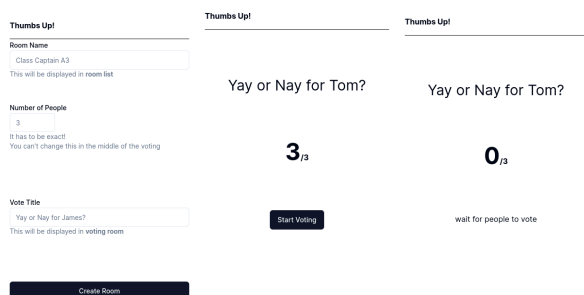 Thumbs Up!
Room Name
Class Captain A3
This will be displayed in room list
Number of People
3
It has to be exact!
You can't change this in the middle of the voting
Vote Title
Yay or Nay for James?
This will be displayed in voting room
Create Room
Thumbs Up!
Yay or Nay for Tom?
3/3
Start Voting
Thumbs Up!
Yay or Nay for Tom?
0/3
wait for people to vote